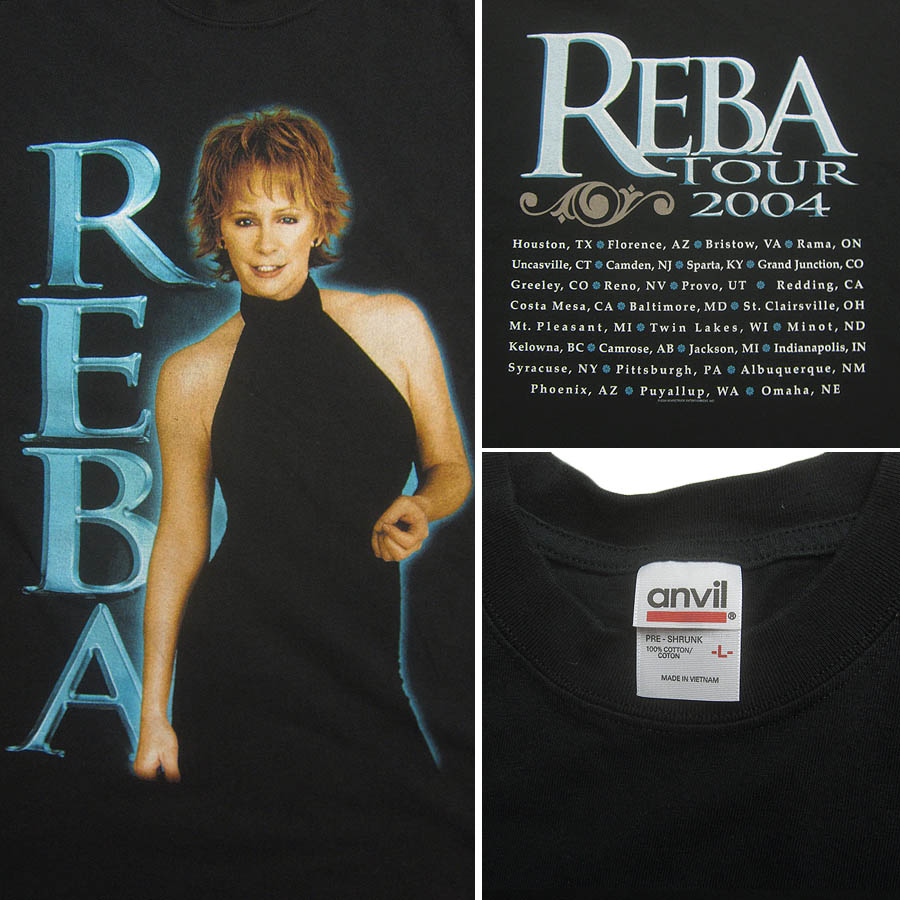 REBA
REBA
TOUR
2004
Houston, TX ❋ Florence, AZ ❋ Bristow, VA ❋ Rama, ON
Uncasville, CT ❋ Camden, NJ ❋ Sparta, KY ❋ Grand Junction, CO
Greeley, CO ❋ Reno, NV ❋ Provo, UT ❋ Redding, CA
Costa Mesa, CA ❋ Baltimore, MD ❋ St. Clairsville, OH
Mt. Pleasant, MI ❋ Twin Lakes, WI ❋ Minot, ND
Kelowna, BC ❋ Camrose, AB ❋ Jackson, MI ❋ Indianapolis, IN
Syracuse, NY ❋ Pittsburgh, PA ❋ Albuquerque, NM
Phoenix, AZ ❋ Puyallup, WA ❋ Omaha, NE
anvil®
PRE - SHRUNK
100% COTTON/
COTON
-L-
MADE IN VIETNAM